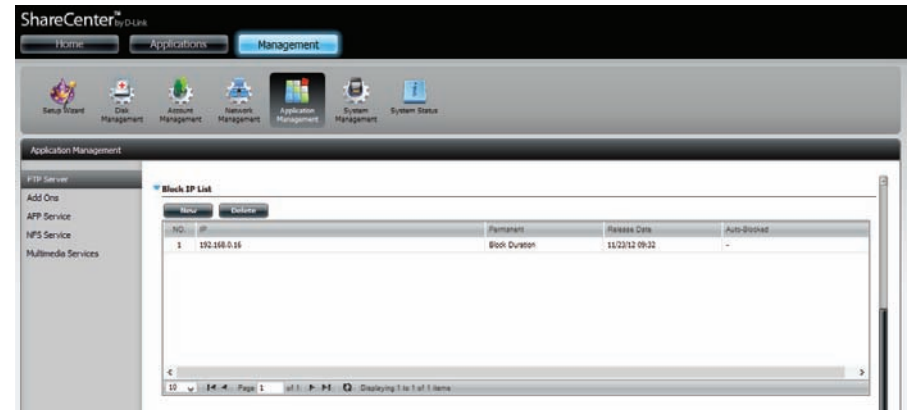 ShareCenter™ by D-Link
Home Applications Management
Setup Wizard Disk Management Account Management Network Management Application Management System Management System Status
Application Management
FTP Server
Add Ons
AFP Service
NFS Service
Multimedia Services
Block IP List
New Delete
NO. IP Permanent Release Date Auto-Blocked
1 192.168.0.16 Block Duration 11/23/12 09:32 -
10 Page 1 of 1 Displaying 1 to 1 of 1 items